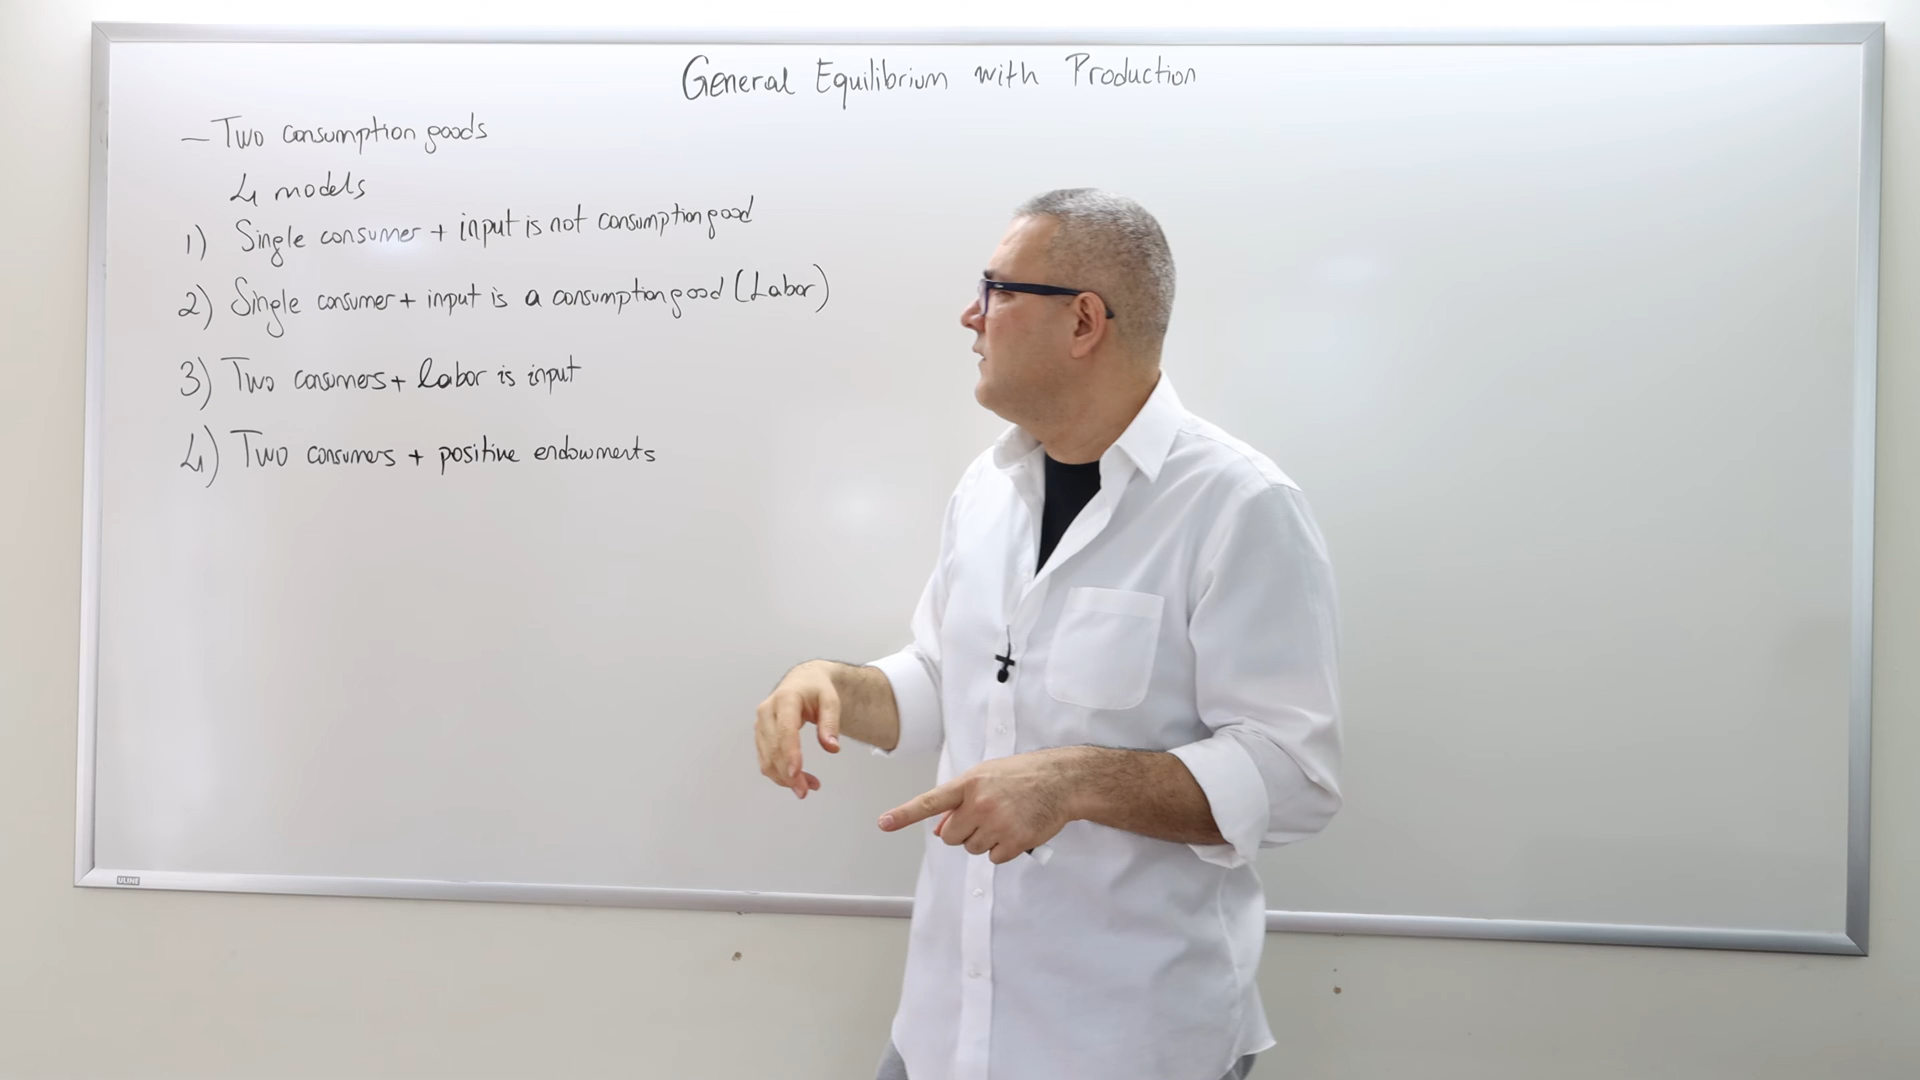 General Equilibrium with Production
— Two consumption goods
4 models
1) Single consumer + input is not consumption good
2) Single consumer + input is a consumption good (Labor)
3) Two consumers + labor is input
4) Two consumers + positive endowments
ULINE